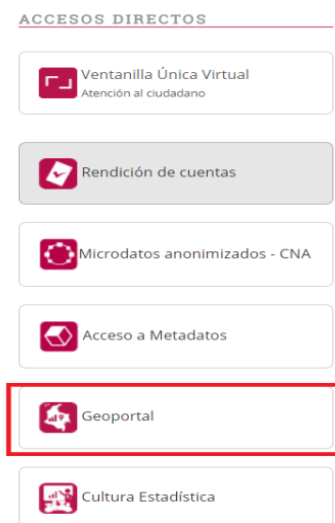 ACCESOS DIRECTOS
Ventanilla Única Virtual
Atención al ciudadano
Rendición de cuentas
Microdatos anonimizados - CNA
Acceso a Metadatos
Geoportal
Cultura Estadística